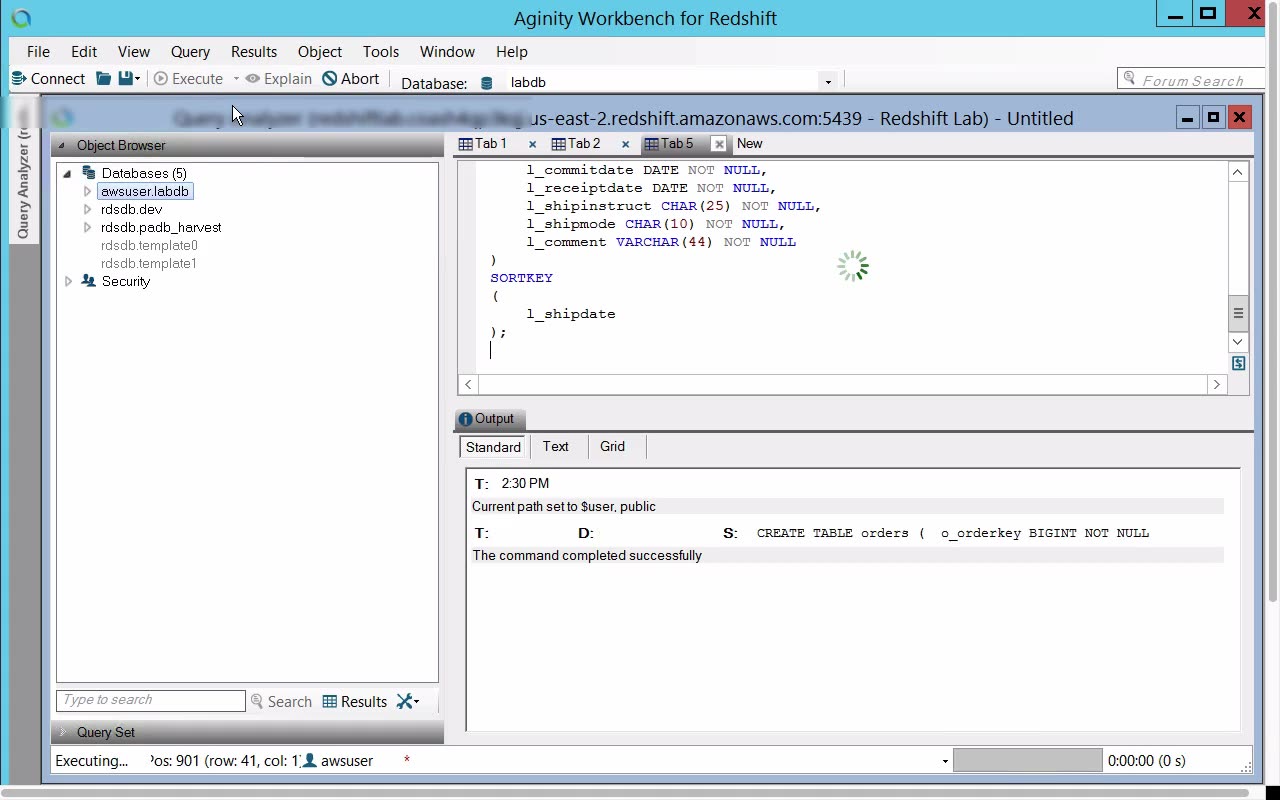 Aginity Workbench for Redshift
File Edit View Query Results Object Tools Window Help
Connect Execute Explain Abort Database: labdb Forum Search
us-east-2.redshift.amazonaws.com:5439 - Redshift Lab) - Untitled
Query Analyzer
Object Browser
Databases (5)
awsuser.labdb
rdsdb.dev
rdsdb.padb_harvest
rdsdb.template0
rdsdb.template1
Security
Type to search Search Results
Query Set
Tab 1 Tab 2 Tab 5 New
l_commitdate DATE NOT NULL,
l_receiptdate DATE NOT NULL,
l_shipinstruct CHAR(25) NOT NULL,
l_shipmode CHAR(10) NOT NULL,
l_comment VARCHAR(44) NOT NULL
)
SORTKEY
(
l_shipdate
);
Output
Standard Text Grid
T: 2:30 PM
Current path set to $user, public
T: D: S: CREATE TABLE orders ( o_orderkey BIGINT NOT NULL
The command completed successfully
Executing... os: 901 (row: 41, col: 1) awsuser * 0:00:00 (0 s)